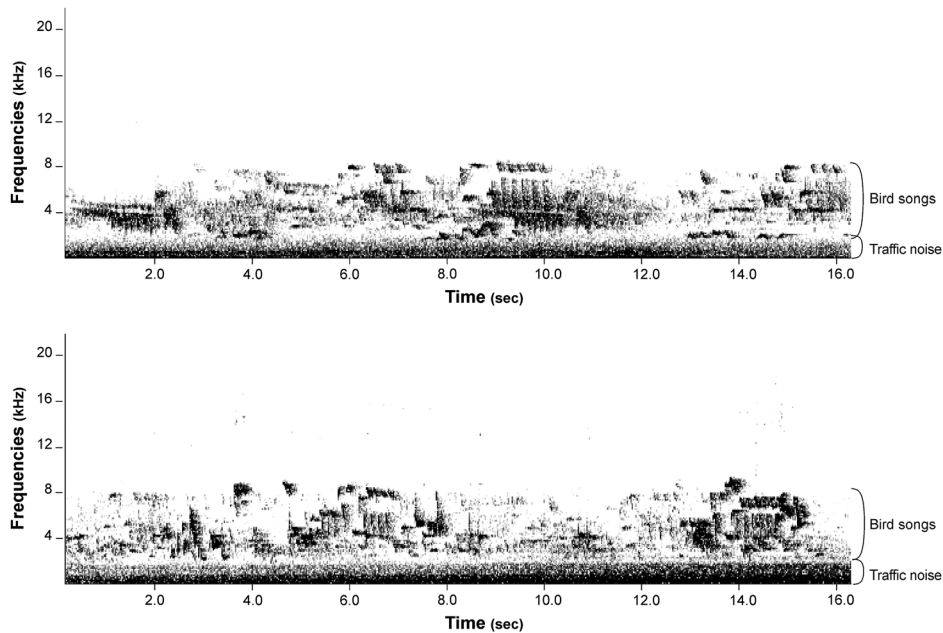 Frequencies (kHz)
20
16
12
8
4
Bird songs
Traffic noise
2.0 4.0 6.0 8.0 10.0 12.0 14.0 16.0
Time (sec)
Frequencies (kHz)
20
16
12
8
4
Bird songs
Traffic noise
2.0 4.0 6.0 8.0 10.0 12.0 14.0 16.0
Time (sec)